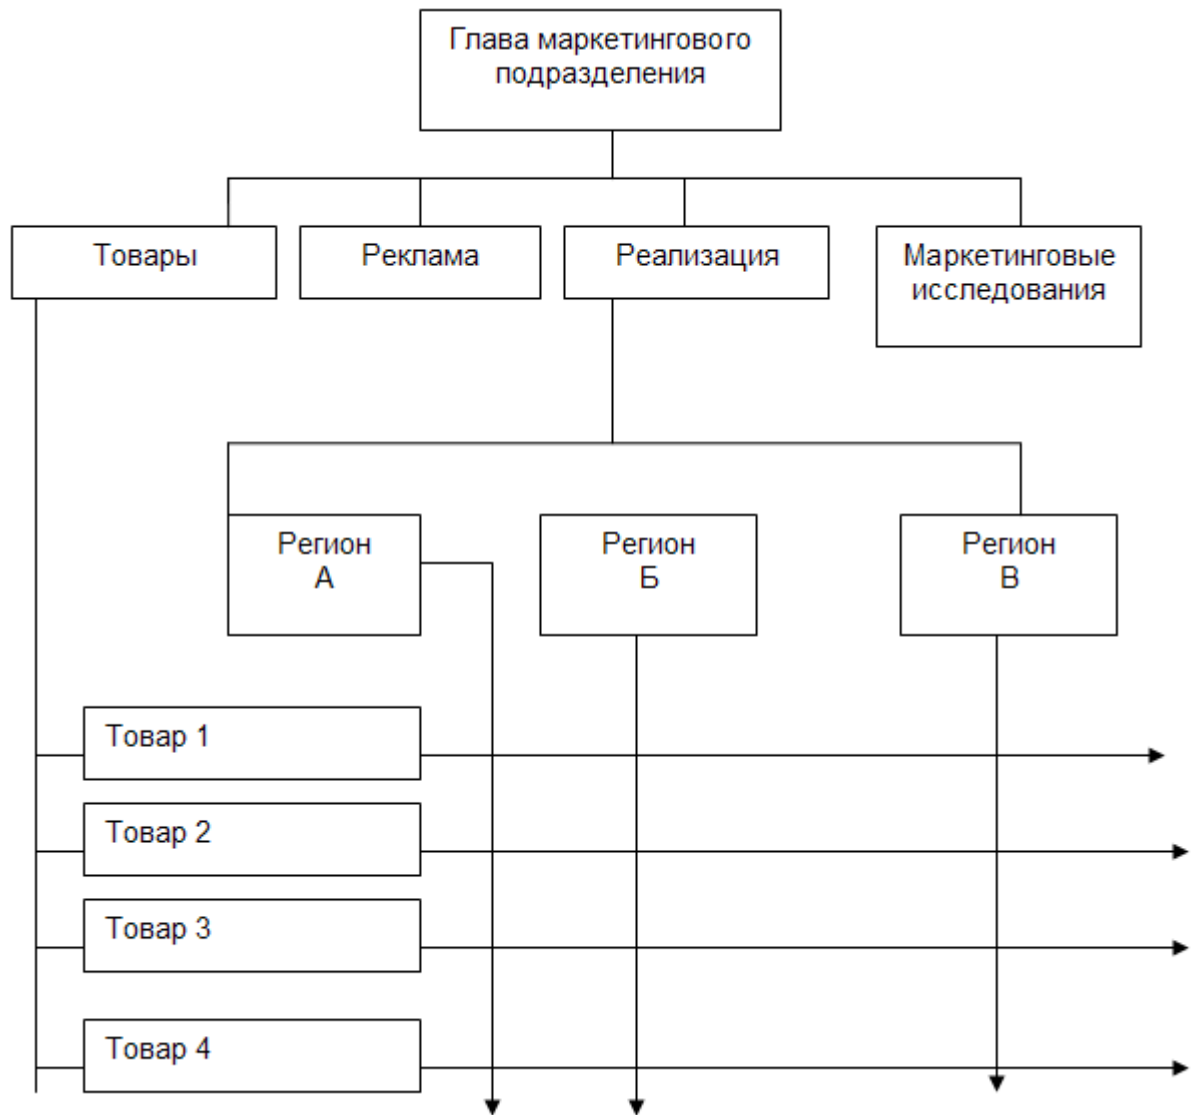 Глава маркетингового
подразделения
Товары
Реклама
Реализация
Маркетинговые
исследования
Регион
А
Регион
Б
Регион
В
Товар 1
Товар 2
Товар 3
Товар 4